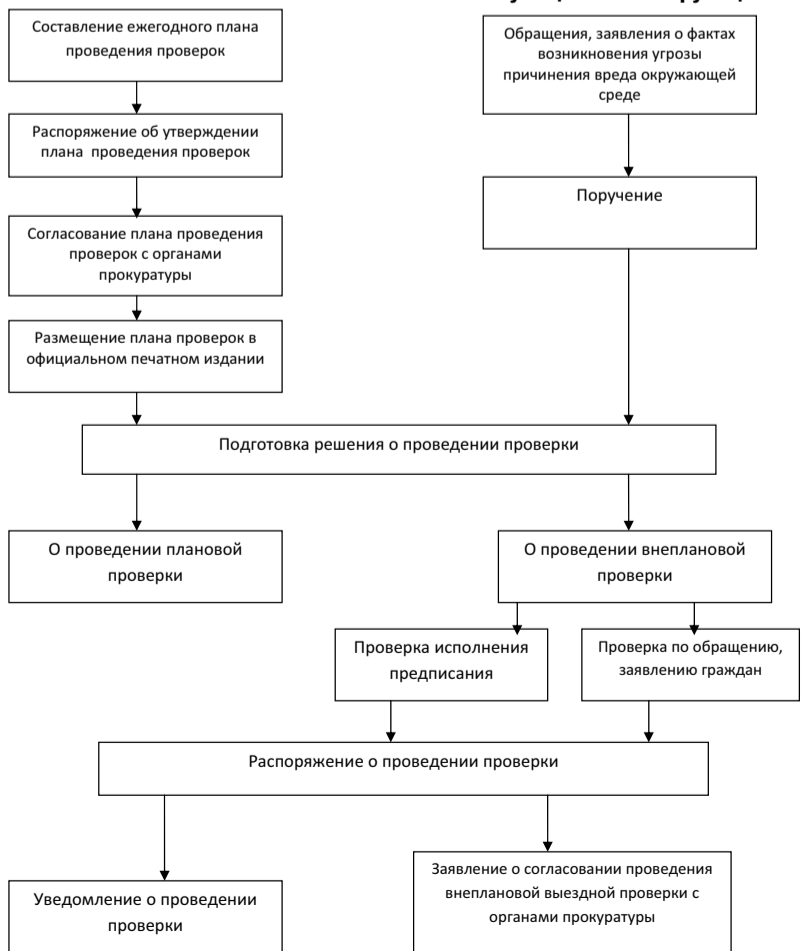 Составление ежегодного плана
проведения проверок
Обращения, заявления о фактах
возникновения угрозы
причинения вреда окружающей
среде
Распоряжение об утверждении
плана проведения проверок
Поручение
Согласование плана проведения
проверок с органами
прокуратуры
Размещение плана проверок в
официальном печатном издании
Подготовка решения о проведении проверки
О проведении плановой
проверки
О проведении внеплановой
проверки
Проверка исполнения
предписания
Проверка по обращению,
заявлению граждан
Распоряжение о проведении проверки
Уведомление о проведении
проверки
Заявление о согласовании проведения
внеплановой выездной проверки с
органами прокуратуры